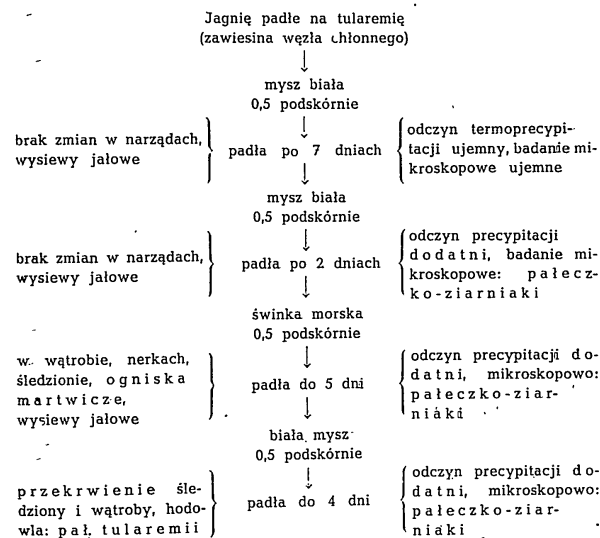 Jagnię padłe na tularemię
(zawiesina węzła chłonnego)
mysz biała
0,5 podskórnie
brak zmian w narządach,
wysiewy jałowe
padła po 7 dniach
odczyn termoprecypi-
tacji ujemny, badanie mi-
kroskopowe ujemne
mysz biała
0,5 podskórnie
brak zmian w narządach,
wysiewy jałowe
padła po 2 dniach
odczyn precypitacji
dodatni, badanie mi-
kroskopowe: pałecz-
ko-ziarniaki
świnka morska
0,5 podskórnie
w wątrobie, nerkach,
śledzionie, ogniska
martwicze,
wysiewy jałowe
padła do 5 dni
odczyn precypitacji do-
datni, mikroskopowo:
pałeczko-ziar-
niaki
biała mysz
0,5 podskórnie
przekrwienie śle-
dziony i wątroby, hodo-
wla: pał. tularemii
padła do 4 dni
odczyn precypitacji do-
datni, mikroskopowo:
pałeczko-ziar-
niaki